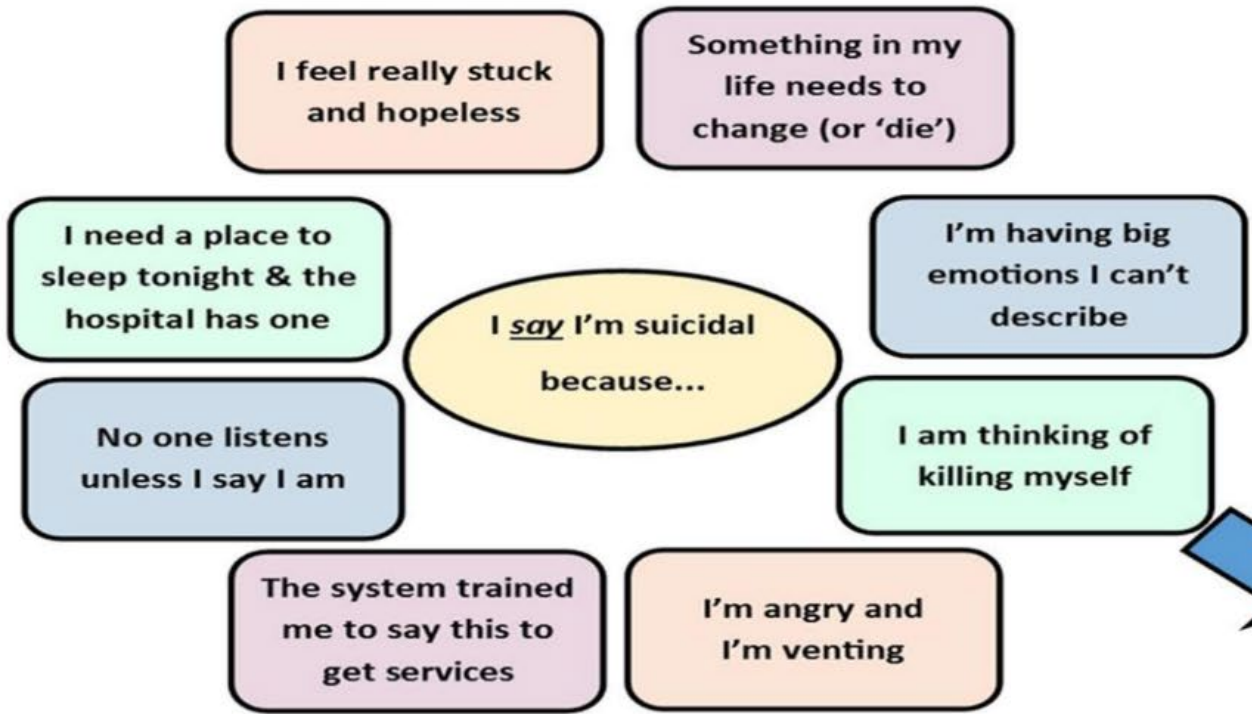 I feel really stuck
and hopeless
Something in my
life needs to
change (or ‘die’)
I need a place to
sleep tonight & the
hospital has one
I’m having big
emotions I can’t
describe
I say I’m suicidal
because...
No one listens
unless I say I am
I am thinking of
killing myself
The system trained
me to say this to
get services
I’m angry and
I’m venting